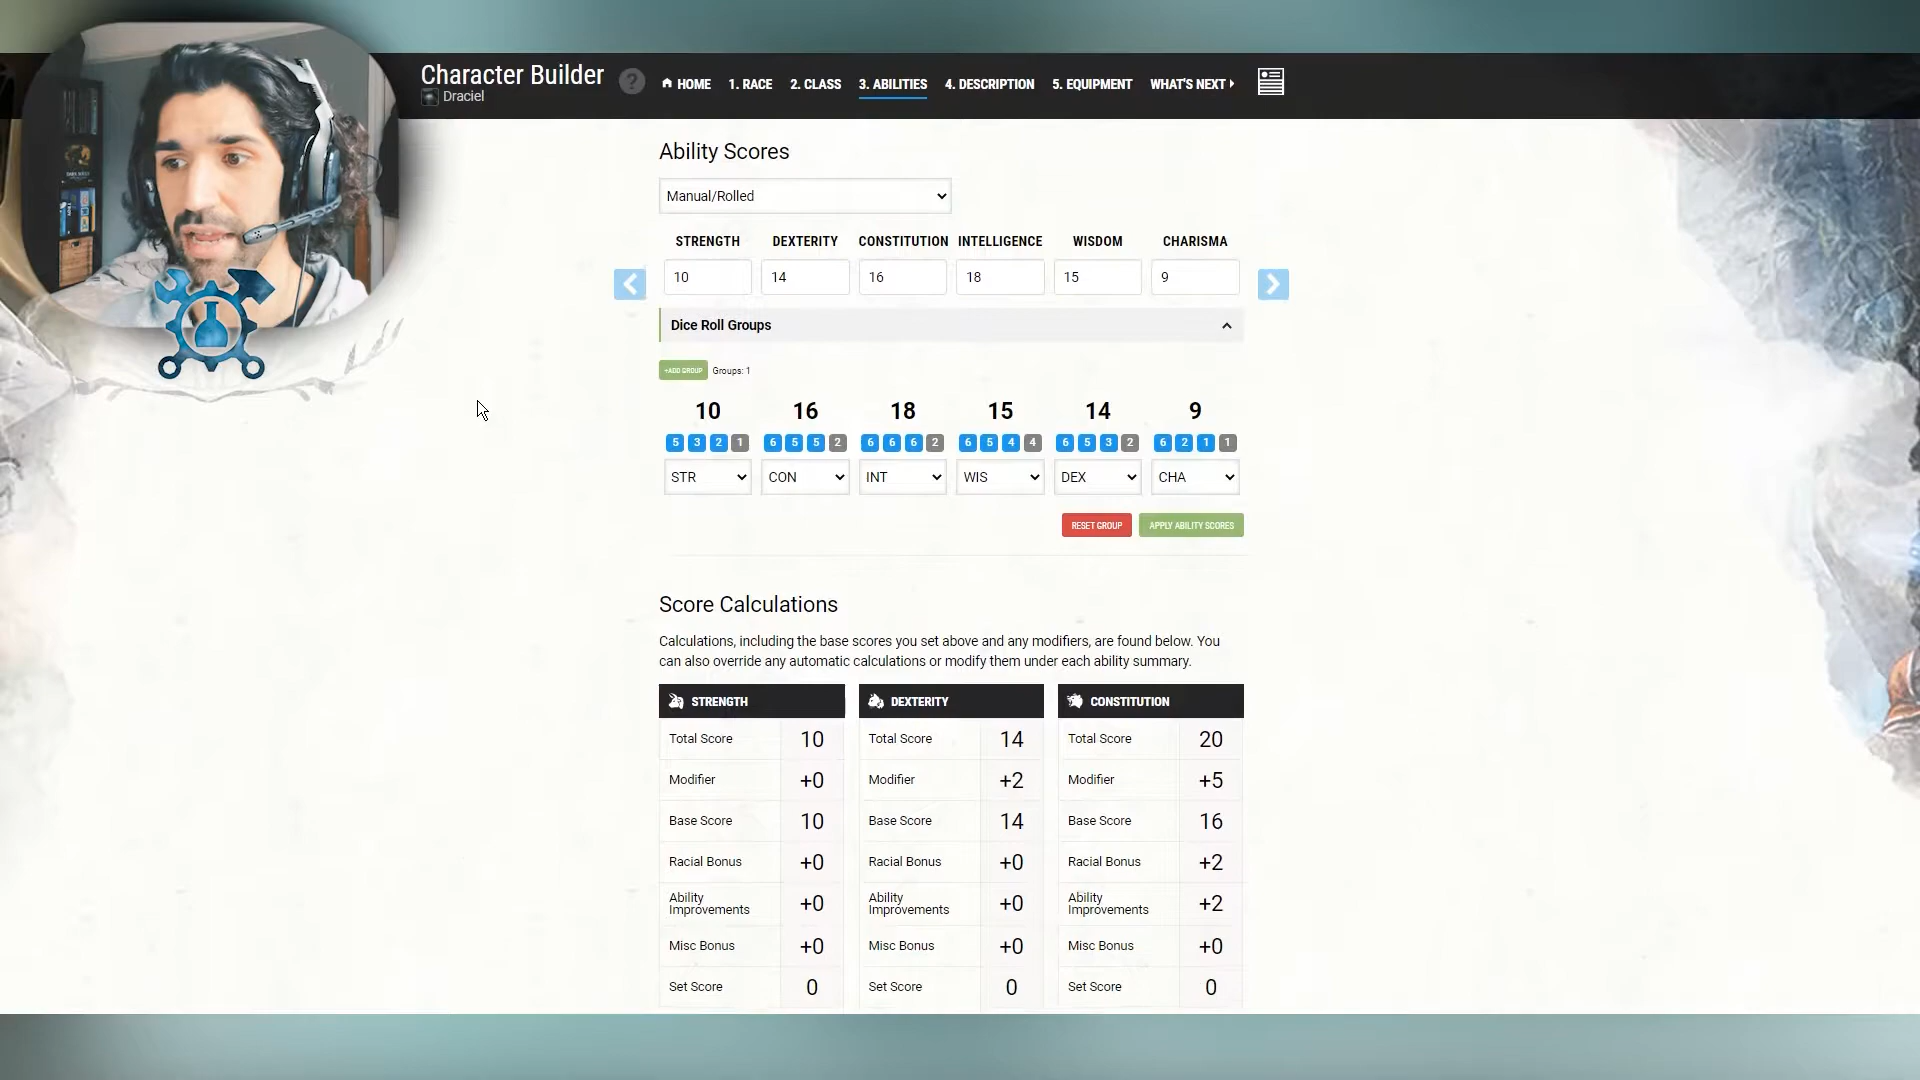 Character Builder
Draciel
?
HOME 1. RACE 2. CLASS 3. ABILITIES 4. DESCRIPTION 5. EQUIPMENT WHAT'S NEXT
Ability Scores
Manual/Rolled
STRENGTH DEXTERITY CONSTITUTION INTELLIGENCE WISDOM CHARISMA
10 14 16 18 15 9
Dice Roll Groups
+ADD GROUP Groups: 1
10 16 18 15 14 9
5 3 2 1 6 5 5 2 6 6 6 2 6 5 4 4 6 5 3 2 6 2 1 1
STR CON INT WIS DEX CHA
RESET GROUP APPLY ABILITY SCORES
Score Calculations
Calculations, including the base scores you set above and any modifiers, are found below. You
can also override any automatic calculations or modify them under each ability summary.
STRENGTH DEXTERITY CONSTITUTION
Total Score 10 Total Score 14 Total Score 20
Modifier +0 Modifier +2 Modifier +5
Base Score 10 Base Score 14 Base Score 16
Racial Bonus +0 Racial Bonus +0 Racial Bonus +2
Ability Improvements +0 Ability Improvements +0 Ability Improvements +2
Misc Bonus +0 Misc Bonus +0 Misc Bonus +0
Set Score 0 Set Score 0 Set Score 0